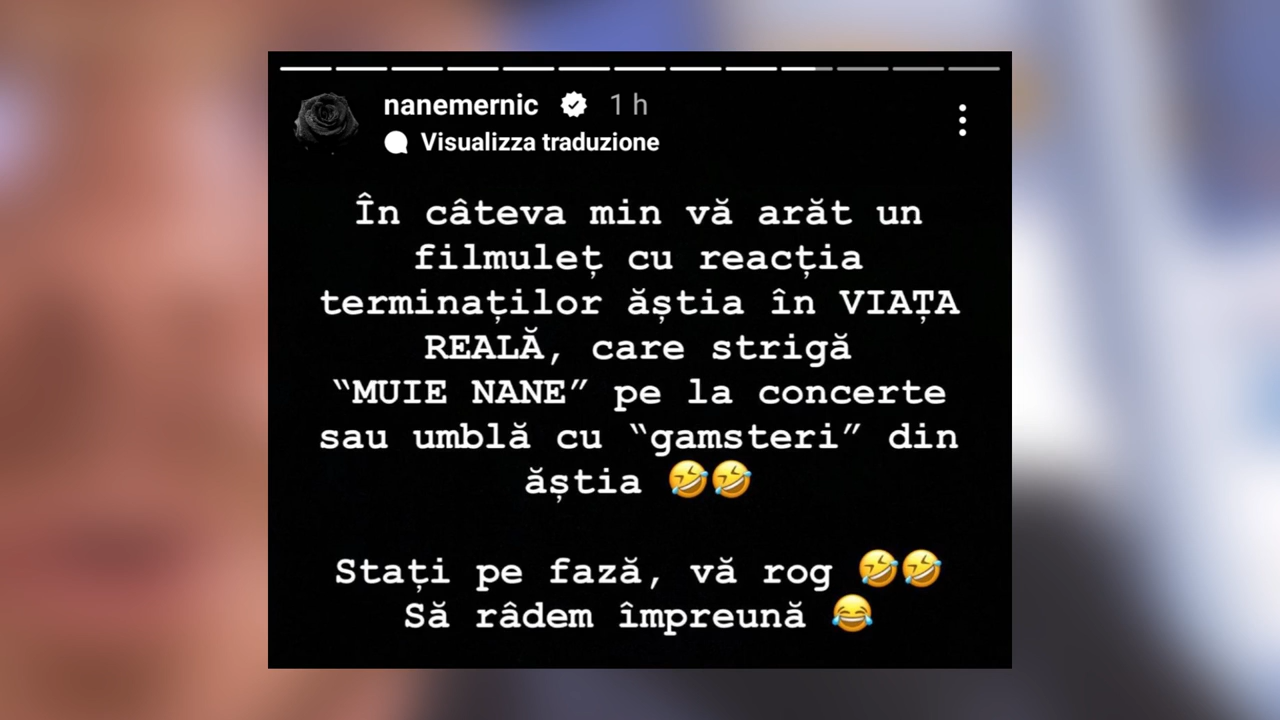 nanemernic 1 h
Visualizza traduzione
În câteva min vă arăt un
filmuleț cu reacția
terminaților ăștia în VIAȚA
REALĂ, care strigă
“MUIE NANE” pe la concerte
sau umblă cu “gamsteri” din
ăștia 🤣🤣
Stați pe fază, vă rog 🤣🤣
Să râdem împreună 😂